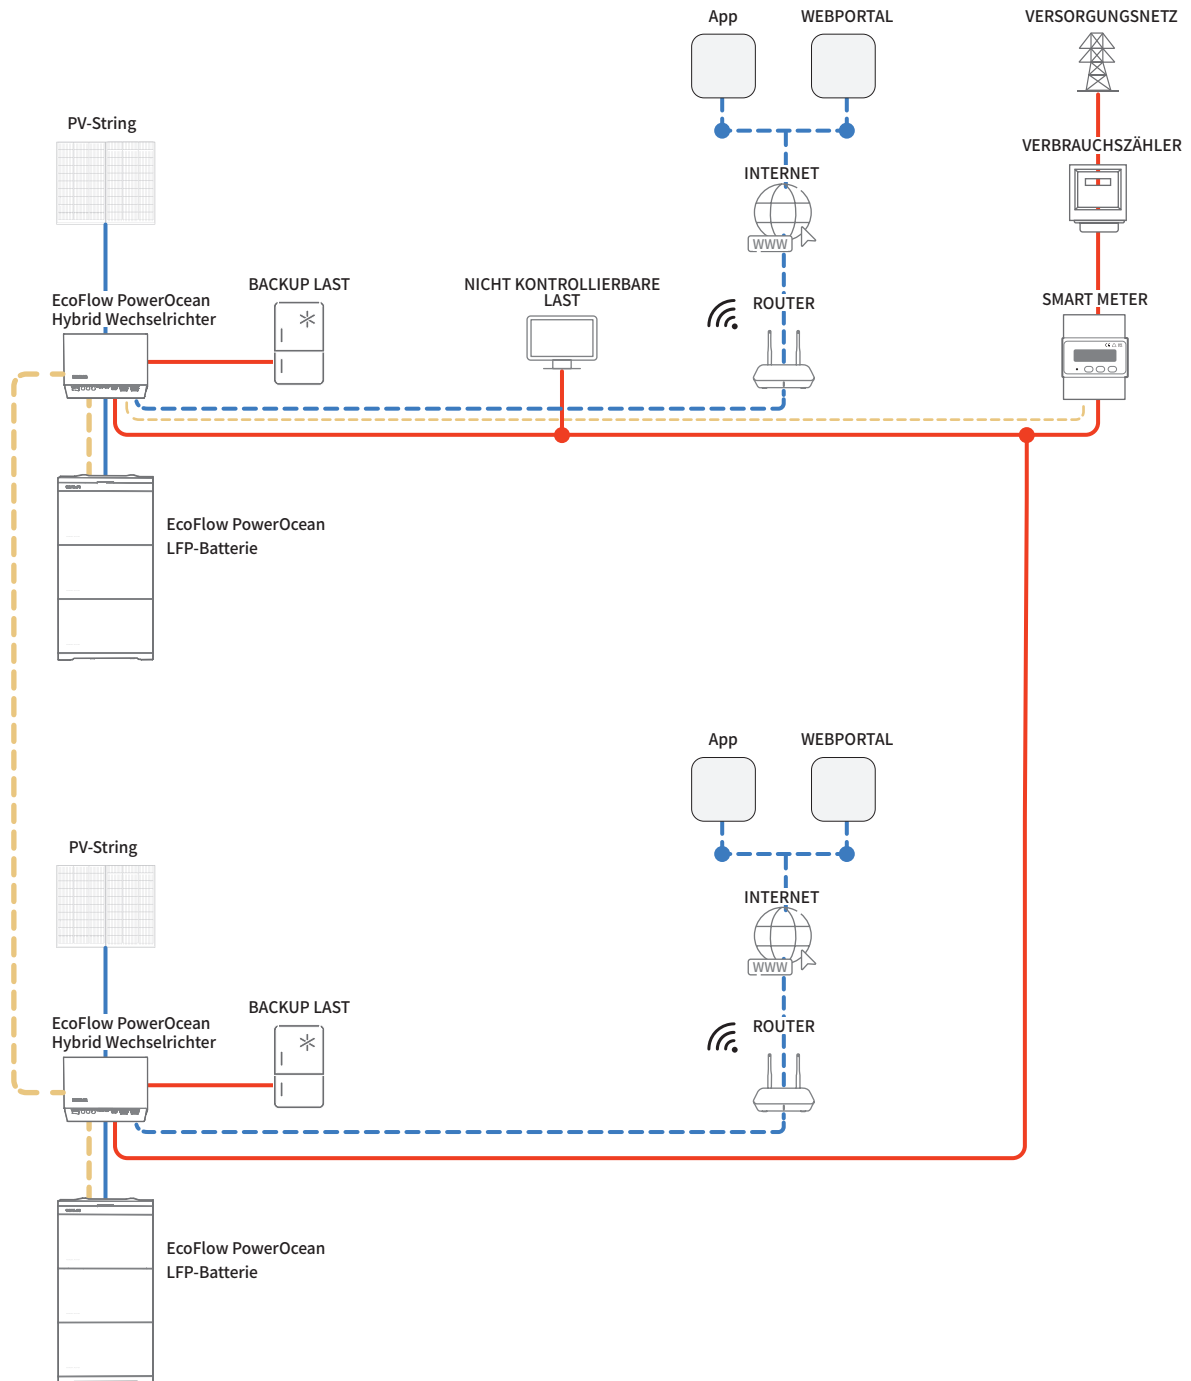 App
WEBPORTAL
VERSORGUNGSNETZ
PV-String
VERBRAUCHSZÄHLER
INTERNET
WWW
EcoFlow PowerOcean
Hybrid Wechselrichter
BACKUP LAST
NICHT KONTROLLIERBARE
LAST
ROUTER
SMART METER
EcoFlow PowerOcean
LFP-Batterie
App
WEBPORTAL
PV-String
INTERNET
WWW
EcoFlow PowerOcean
Hybrid Wechselrichter
BACKUP LAST
ROUTER
EcoFlow PowerOcean
LFP-Batterie